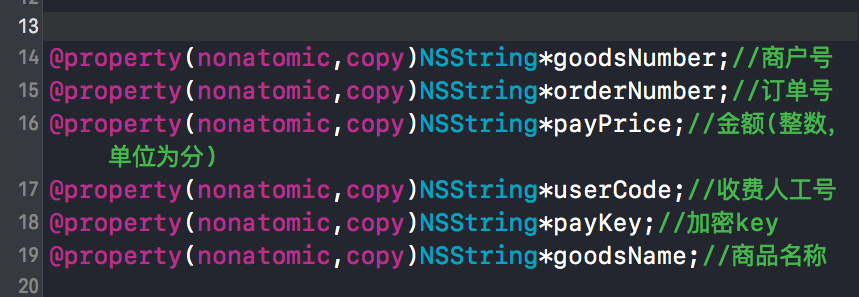 13
14 @property(nonatomic,copy)NSString*goodsNumber;//商户号
15 @property(nonatomic,copy)NSString*orderNumber;//订单号
16 @property(nonatomic,copy)NSString*payPrice;//金额(整数,
单位为分)
17 @property(nonatomic,copy)NSString*userCode;//收费人工号
18 @property(nonatomic,copy)NSString*payKey;//加密key
19 @property(nonatomic,copy)NSString*goodsName;//商品名称
20